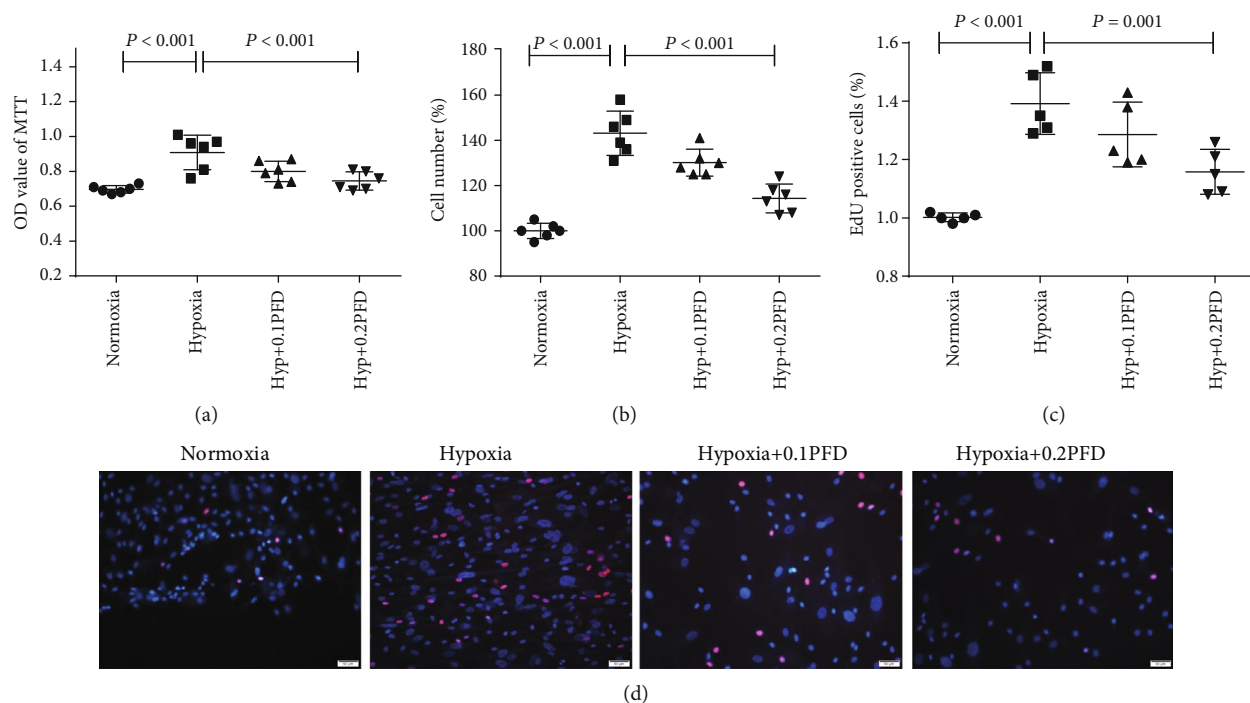 P < 0.001
P < 0.001
OD value of MTT
1.4
1.2
1.0
0.8
0.6
0.4
0.2
Normoxia
Hypoxia
Hyp+0.1PFD
Hyp+0.2PFD
(a)
P < 0.001
P < 0.001
Cell number (%)
180
160
140
120
100
80
Normoxia
Hypoxia
Hyp+0.1PFD
Hyp+0.2PFD
(b)
P < 0.001
P = 0.001
EdU positive cells (%)
1.6
1.4
1.2
1.0
0.8
Normoxia
Hypoxia
Hyp+0.1PFD
Hyp+0.2PFD
(c)
Normoxia
Hypoxia
Hypoxia+0.1PFD
Hypoxia+0.2PFD
(d)